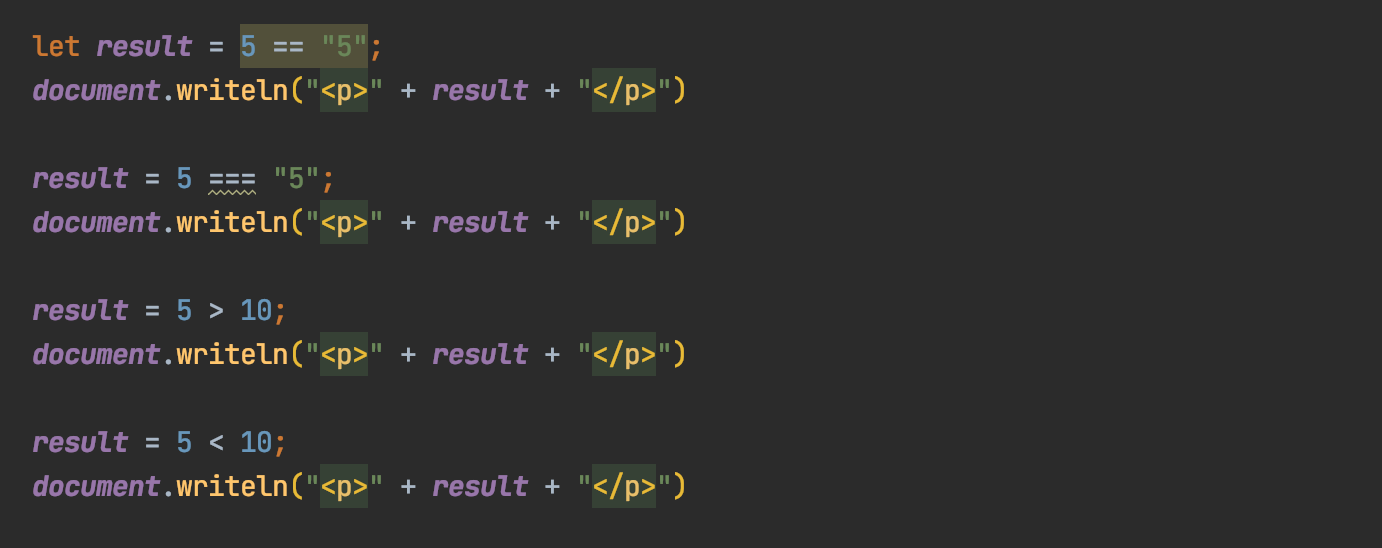 let result = 5 == "5";
document.writeln("<p>" + result + "</p>")
result = 5 === "5";
document.writeln("<p>" + result + "</p>")
result = 5 > 10;
document.writeln("<p>" + result + "</p>")
result = 5 < 10;
document.writeln("<p>" + result + "</p>")